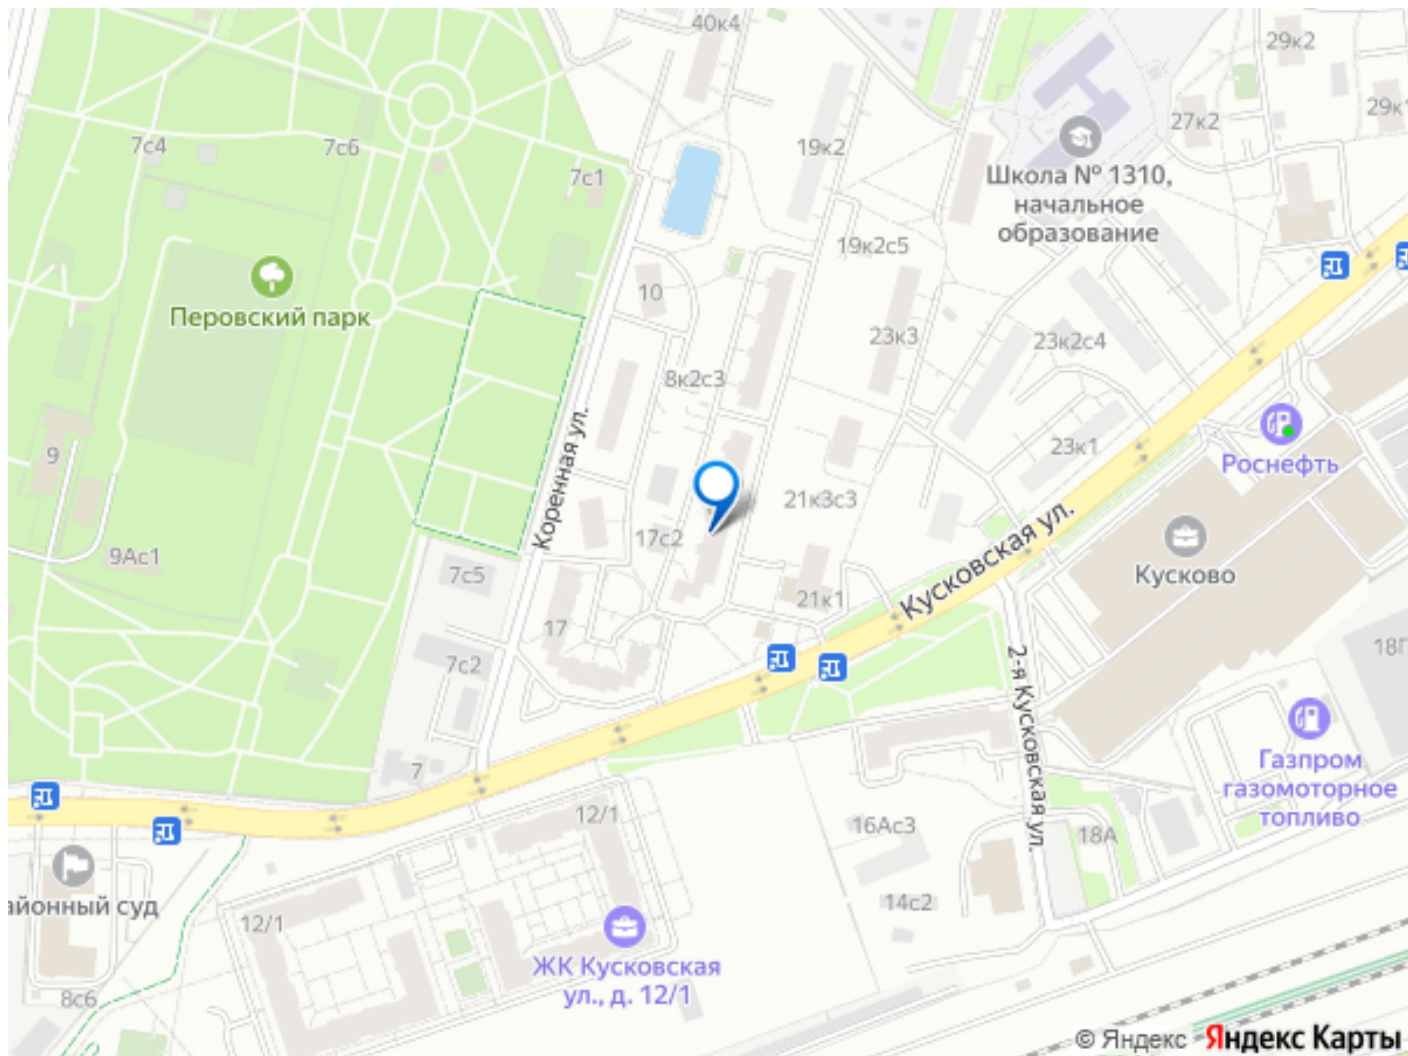 40к4
29к2
29к1
27к2
7с4
7с6
19к2
7с1
Школа № 1310,
начальное
образование
19к2с5
10
Перовский парк
23к3
23к2с4
8к2с3
Коренная ул.
9
23к1
Роснефть
21к3с3
17с2
9Ас1
7с5
Кусковская ул.
Кусково
21к1
17
18П
7с2
2-я Кусковская ул.
7
Газпром
газомоторное
топливо
12/1
16Ас3
18А
айонный суд
14с2
12/1
ЖК Кусковская
ул., д. 12/1
8с6
© Яндекс Яндекс Карты